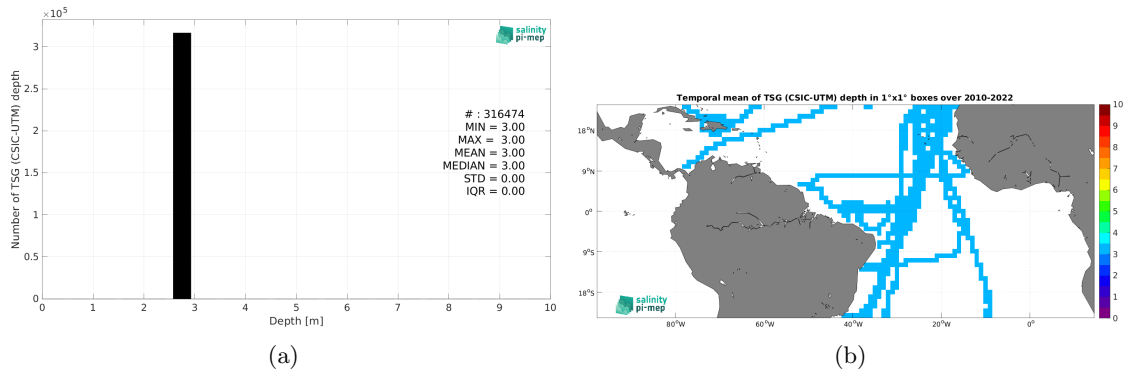 ×10^5
3
2.5
2
1.5
1
0.5
0
Number of TSG (CSIC-UTM) depth
salinity
pi-mep
# : 316474
MIN = 3.00
MAX = 3.00
MEAN = 3.00
MEDIAN = 3.00
STD = 0.00
IQR = 0.00
0 1 2 3 4 5 6 7 8 9 10
Depth [m]
(a)
Temporal mean of TSG (CSIC-UTM) depth in 1°x1° boxes over 2010-2022
18°N
9°N
0°
9°S
18°S
80°W 60°W 40°W 20°W 0°
10
9
8
7
6
5
4
3
2
1
0
salinity
pi-mep
(b)